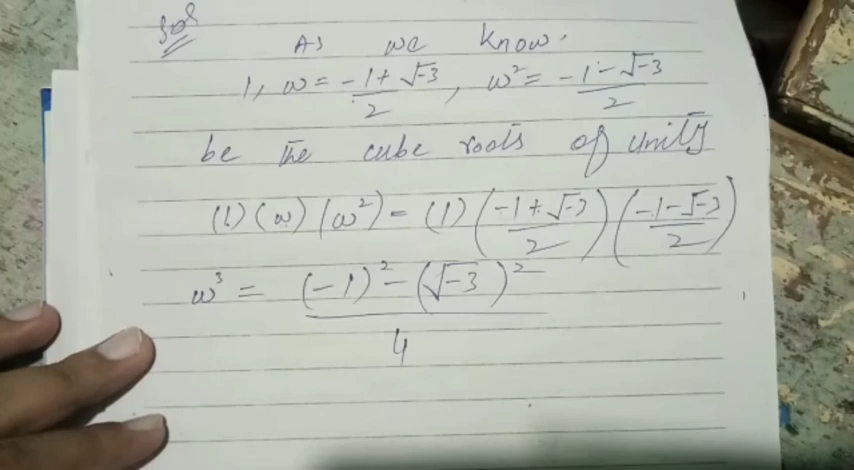 Sol
As we know.
1, ω = (-1+√-3)/2, ω² = (-1-√-3)/2
be the cube roots of unity
(1)(ω)(ω²) = (1)((-1+√-3)/2)((-1-√-3)/2)
ω³ = ((-1)²-(√-3)²)/4